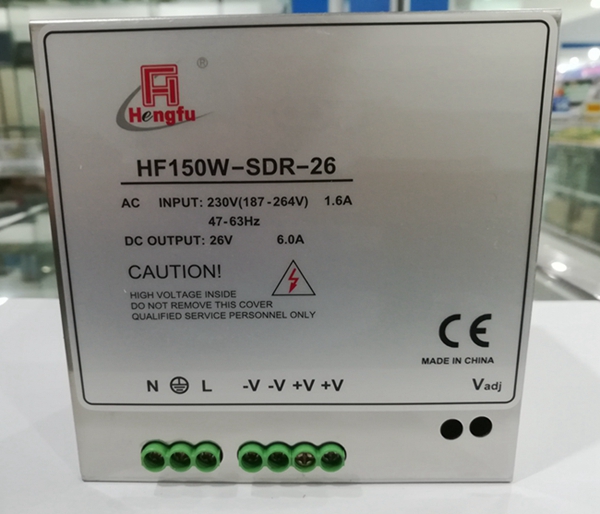 ®
Hengfu
HF150W-SDR-26
AC INPUT: 230V(187-264V) 1.6A
47-63Hz
DC OUTPUT: 26V 6.0A
CAUTION!
HIGH VOLTAGE INSIDE
DO NOT REMOVE THIS COVER
QUALIFIED SERVICE PERSONNEL ONLY
CE
MADE IN CHINA
N L -V -V +V +V Vadj